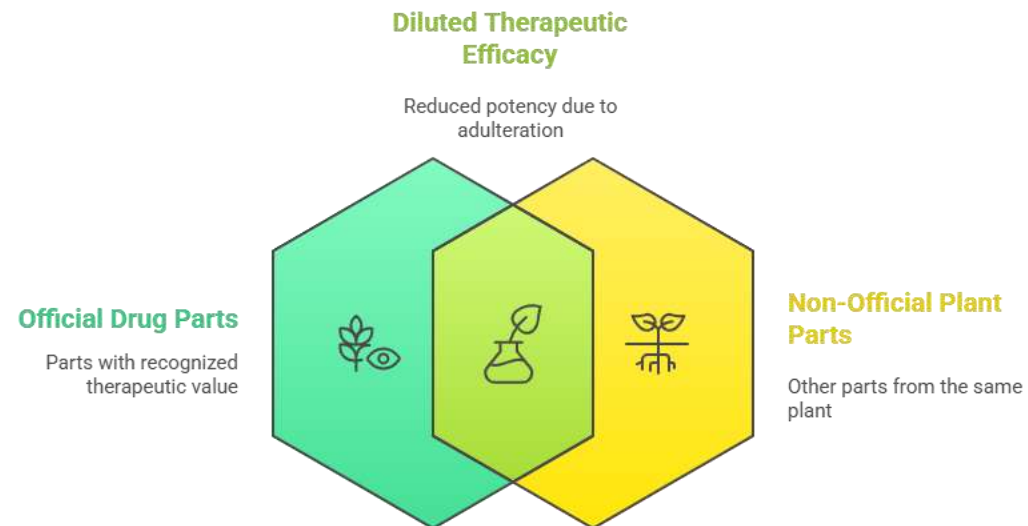 Diluted Therapeutic
Efficacy
Reduced potency due to
adulteration
Official Drug Parts
Parts with recognized
therapeutic value
Non-Official Plant
Parts
Other parts from the same
plant